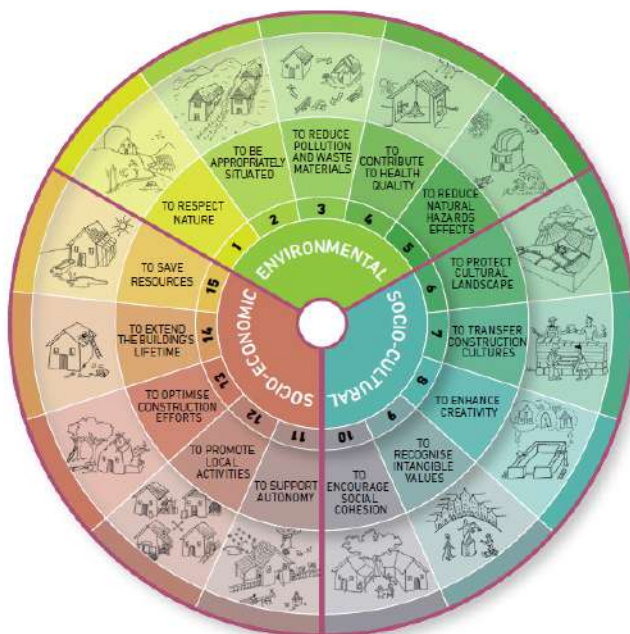 ENVIRONMENTAL
SOCIO-CULTURAL
SOCIO-ECONOMIC
1
TO RESPECT
NATURE
2
TO BE
APPROPRIATELY
SITUATED
3
TO REDUCE
POLLUTION
AND WASTE
MATERIALS
4
TO
CONTRIBUTE
TO HEALTH
QUALITY
5
TO REDUCE
NATURAL
HAZARDS
EFFECTS
6
TO PROTECT
CULTURAL
LANDSCAPE
7
TO TRANSFER
CONSTRUCTION
CULTURES
8
TO ENHANCE
CREATIVITY
9
TO
RECOGNISE
INTANGIBLE
VALUES
10
TO
ENCOURAGE
SOCIAL
COHESION
11
TO SUPPORT
AUTONOMY
12
TO PROMOTE
LOCAL
ACTIVITIES
13
TO OPTIMISE
CONSTRUCTION
EFFORTS
14
TO EXTEND
THE BUILDING'S
LIFETIME
15
TO SAVE
RESOURCES